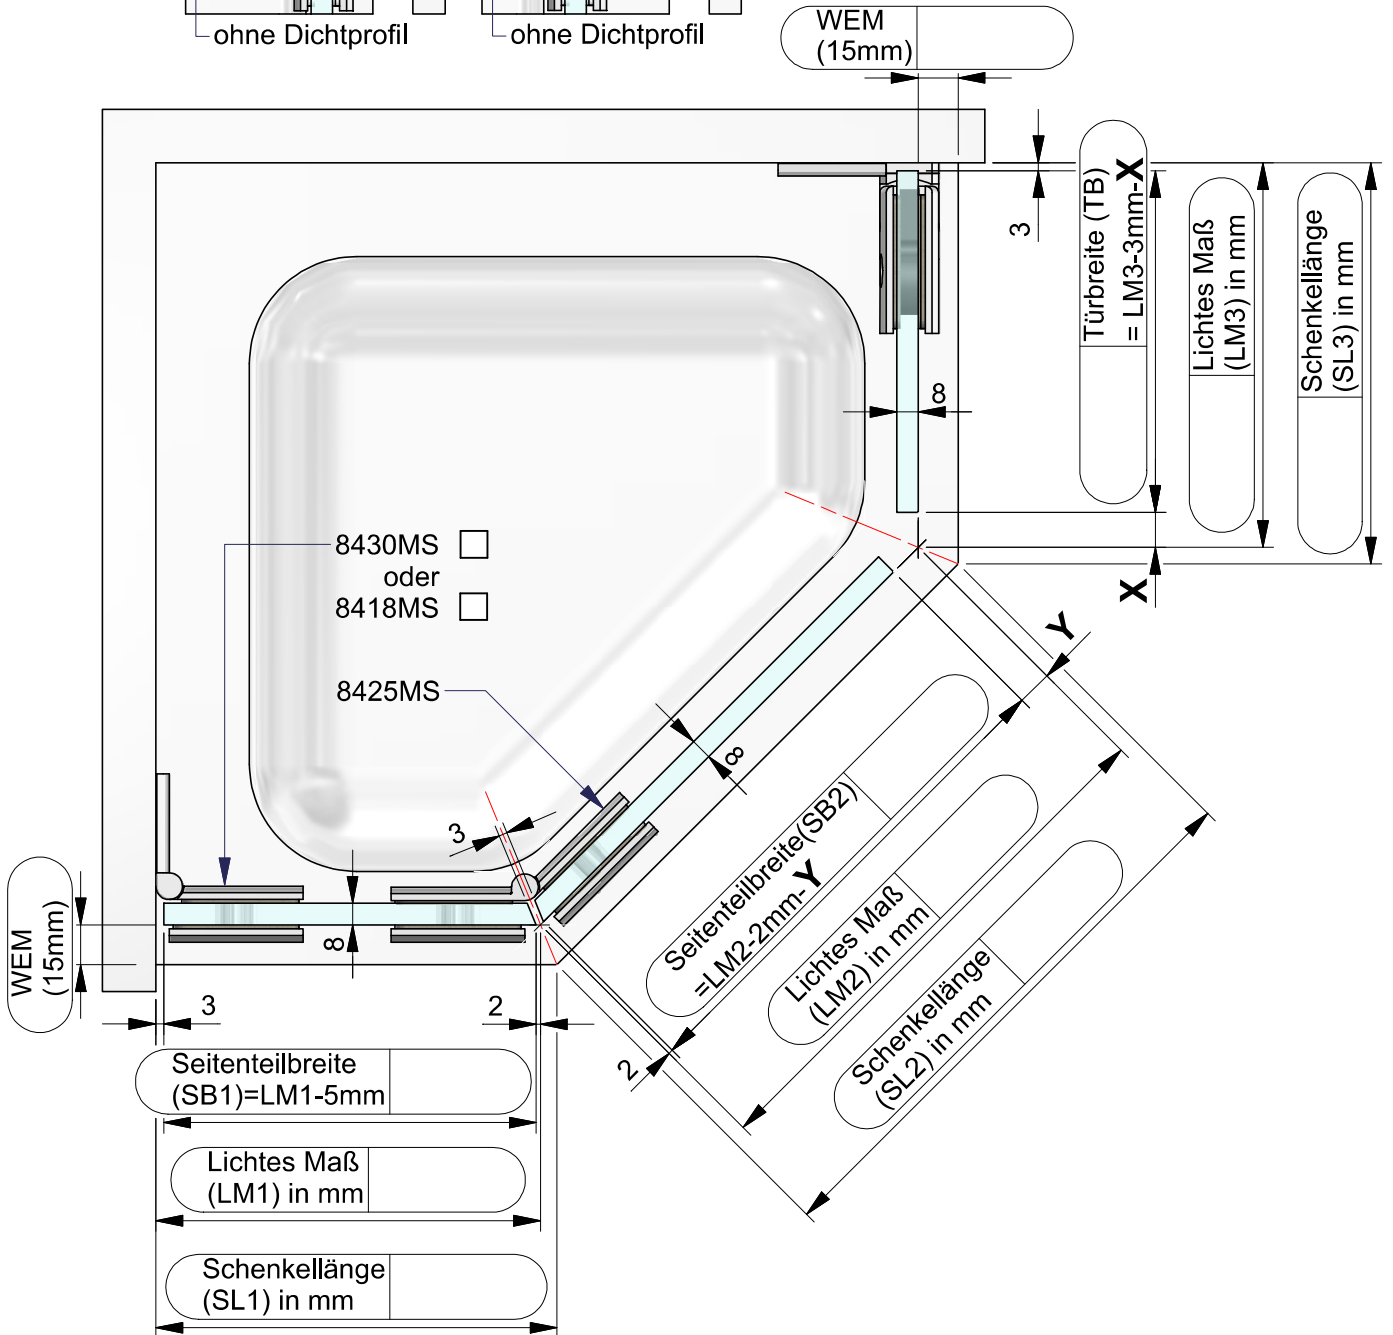 ohne Dichtprofil
ohne Dichtprofil
WEM
(15mm)
3
Türbreite (TB)
= LM3-3mm-X
Lichtes Maß
(LM3) in mm
Schenkellänge
(SL3) in mm
8
8430MS
oder
8418MS
X
Y
8425MS
8
3
Seitenteilbreite(SB2)
=LM2-2mm-Y
Lichtes Maß
(LM2) in mm
Schenkellänge
(SL2) in mm
WEM
(15mm)
8
3
2
2
Seitenteilbreite
(SB1)=LM1-5mm
Lichtes Maß
(LM1) in mm
Schenkellänge
(SL1) in mm